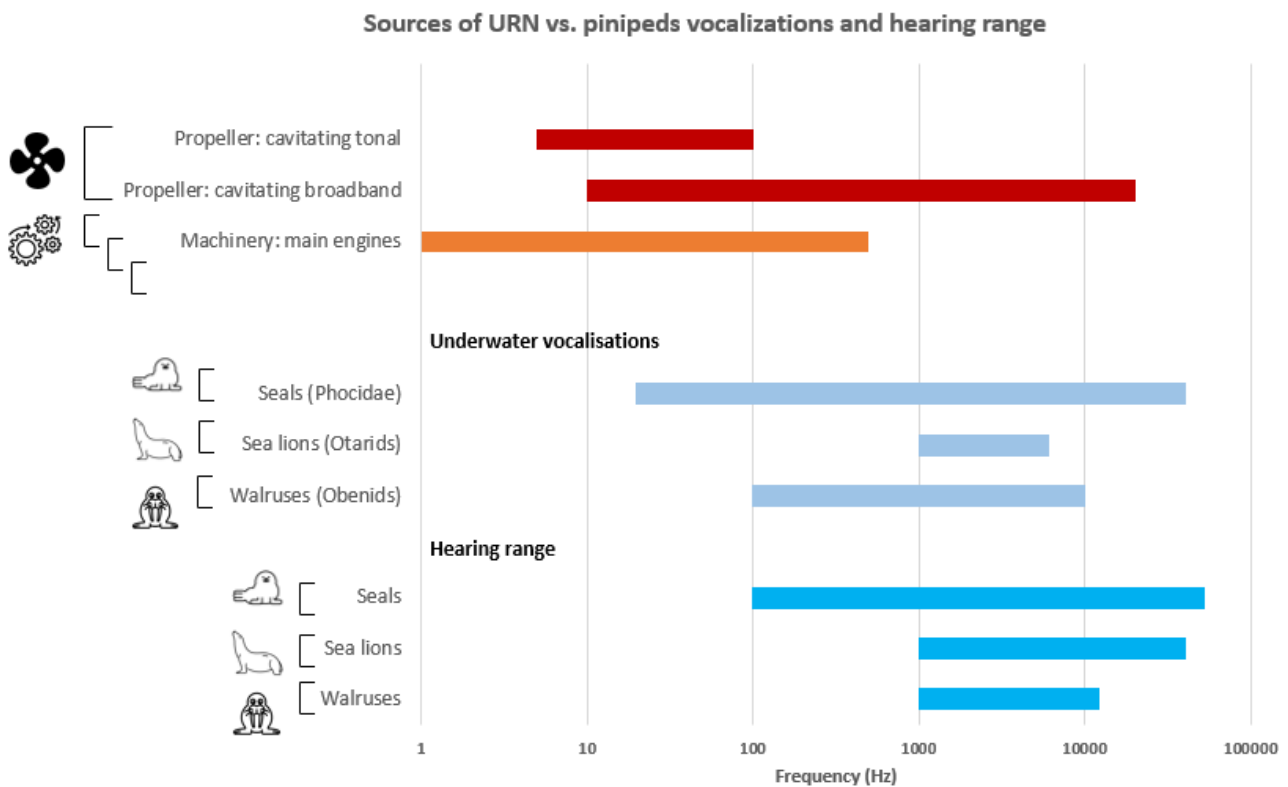 Sources of URN vs. pinipeds vocalizations and hearing range
Propeller: cavitating tonal
Propeller: cavitating broadband
Machinery: main engines
Underwater vocalisations
Seals (Phocidae)
Sea lions (Otarids)
Walruses (Obenids)
Hearing range
Seals
Sea lions
Walruses
1 10 100 1000 10000 100000
Frequency (Hz)